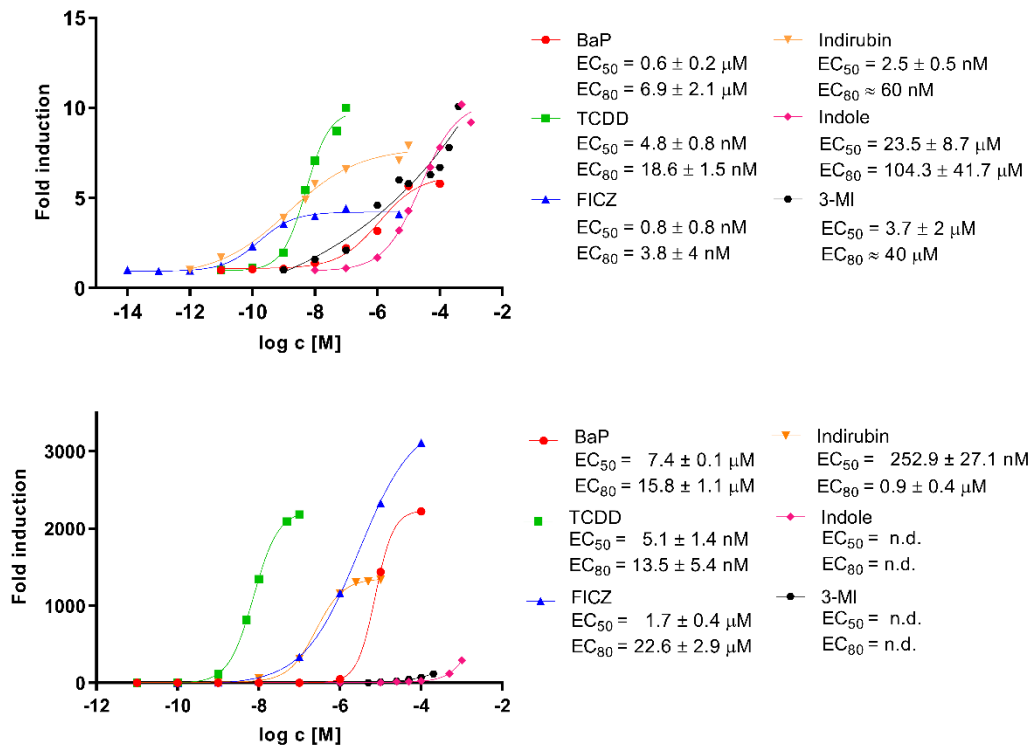 15
10
5
0
Fold induction
-14 -12 -10 -8 -6 -4 -2
log c [M]
BaP
EC50 = 0.6 ± 0.2 μM
EC80 = 6.9 ± 2.1 μM
TCDD
EC50 = 4.8 ± 0.8 nM
EC80 = 18.6 ± 1.5 nM
FICZ
EC50 = 0.8 ± 0.8 nM
EC80 = 3.8 ± 4 nM
Indirubin
EC50 = 2.5 ± 0.5 nM
EC80 ≈ 60 nM
Indole
EC50 = 23.5 ± 8.7 μM
EC80 = 104.3 ± 41.7 μM
3-MI
EC50 = 3.7 ± 2 μM
EC80 ≈ 40 μM
3000
2000
1000
0
Fold induction
-12 -10 -8 -6 -4 -2
log c [M]
BaP
EC50 = 7.4 ± 0.1 μM
EC80 = 15.8 ± 1.1 μM
TCDD
EC50 = 5.1 ± 1.4 nM
EC80 = 13.5 ± 5.4 nM
FICZ
EC50 = 1.7 ± 0.4 μM
EC80 = 22.6 ± 2.9 μM
Indirubin
EC50 = 252.9 ± 27.1 nM
EC80 = 0.9 ± 0.4 μM
Indole
EC50 = n.d.
EC80 = n.d.
3-MI
EC50 = n.d.
EC80 = n.d.